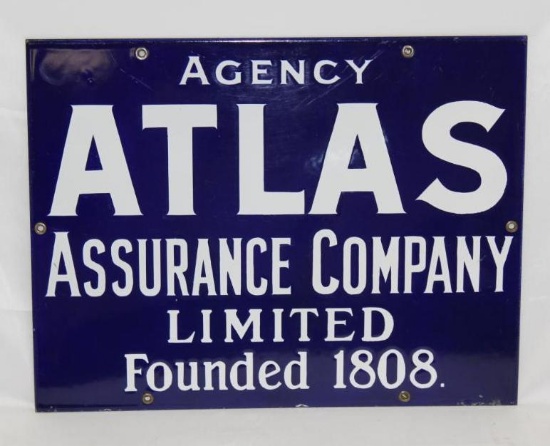 AGENCY
ATLAS
ASSURANCE COMPANY
LIMITED
Founded 1808.